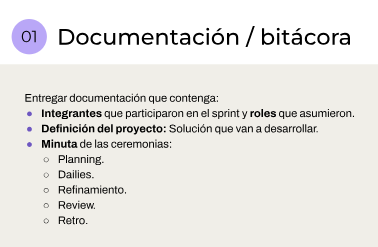 01 Documentación / bitácora
Entregar documentación que contenga:
● Integrantes que participaron en el sprint y roles que asumieron.
● Definición del proyecto: Solución que van a desarrollar.
● Minuta de las ceremonias:
○ Planning.
○ Dailies.
○ Refinamiento.
○ Review.
○ Retro.